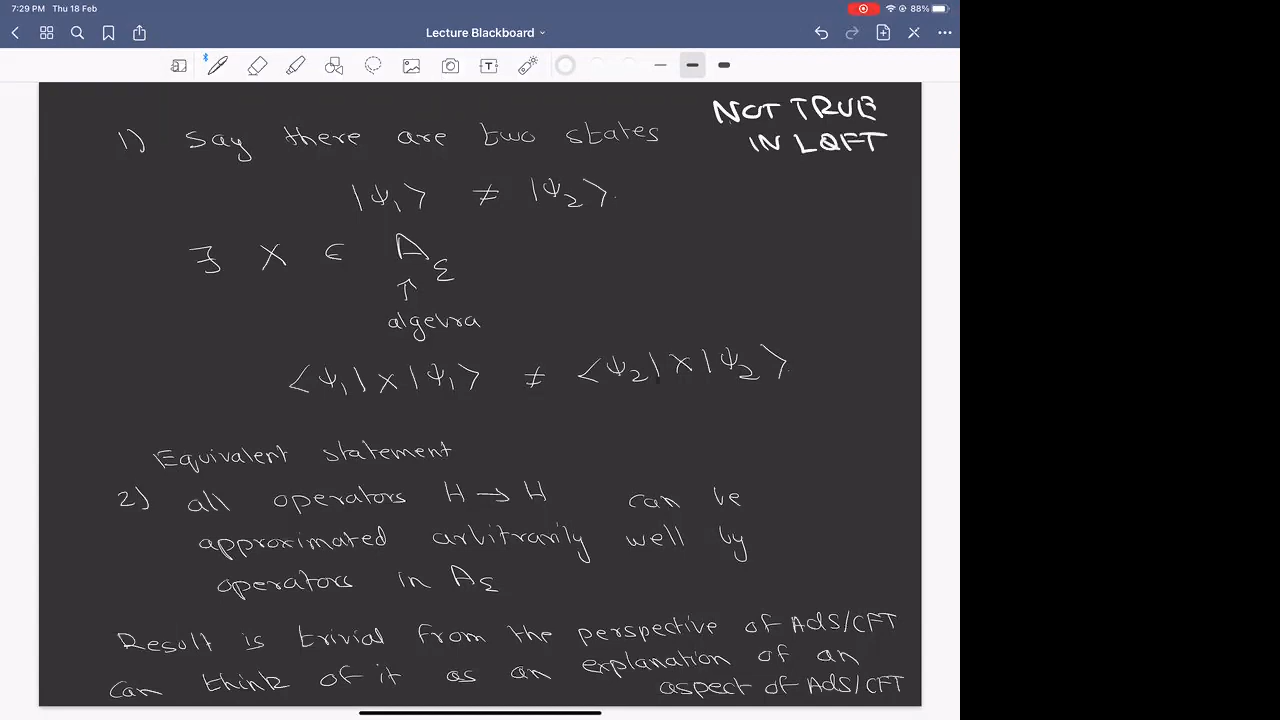 7:29 PM Thu 18 Feb
88%
Lecture Blackboard
NOT TRUE
IN LQFT
1) Say there are two states
|ψ₁⟩ ≠ |ψ₂⟩.
∃ X ∈ A_ε
↑
algebra
⟨ψ₁| X |ψ₁⟩ ≠ ⟨ψ₂| X |ψ₂⟩.
Equivalent statement
2) all operators H → H can be
approximated arbitrarily well by
operators in A_ε
Result is trivial from the perspective of AdS/CFT
can think of it as an explanation of an
aspect of AdS/CFT